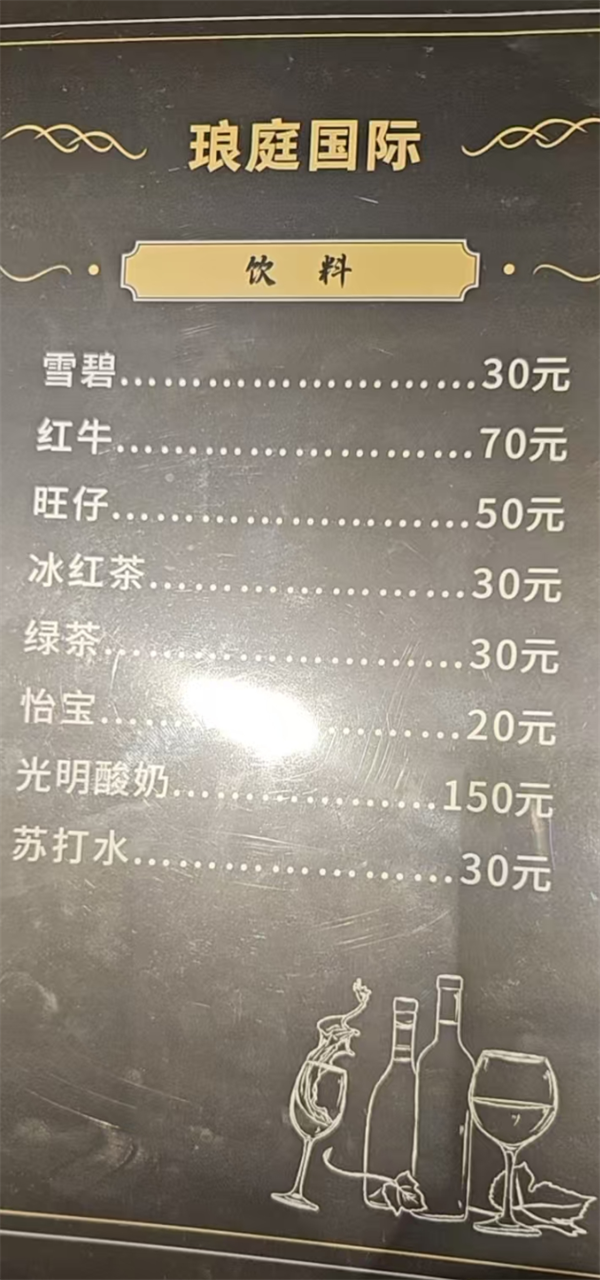 琅庭国际
饮 料
雪碧……………………30元
红牛……………………70元
旺仔……………………50元
冰红茶…………………30元
绿茶……………………30元
怡宝……………………20元
光明酸奶………………150元
苏打水…………………30元